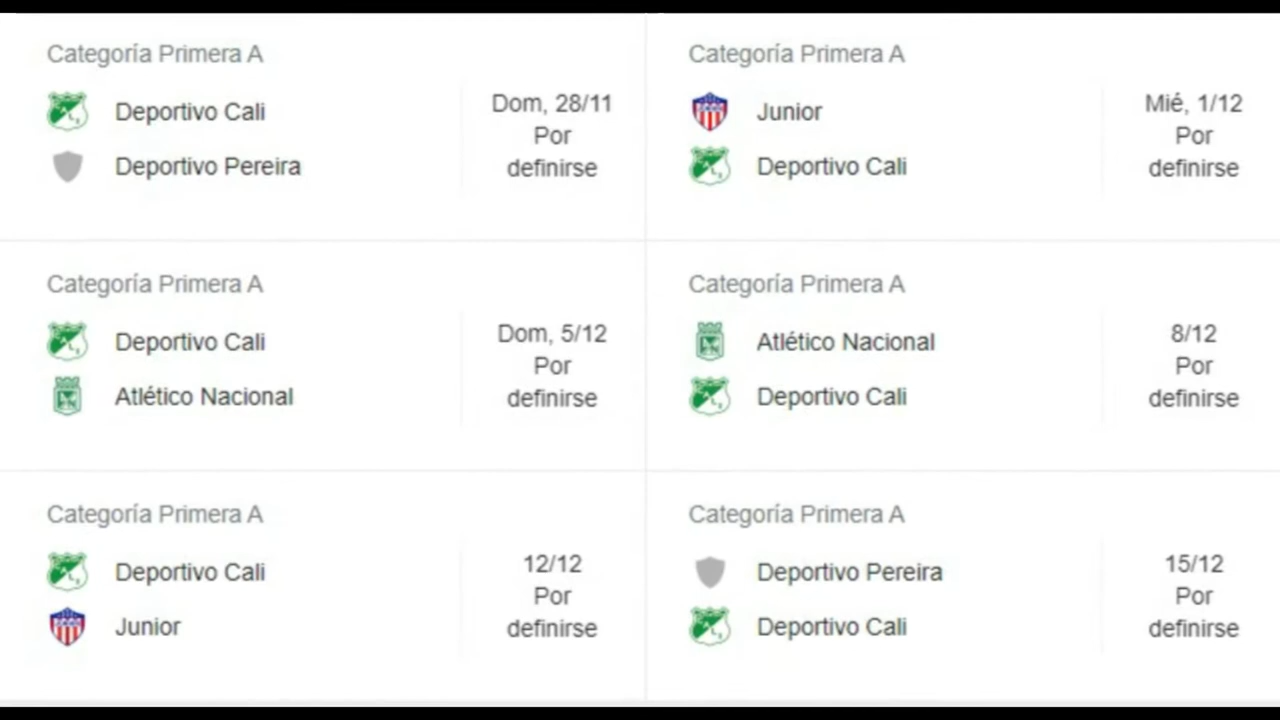 Categoría Primera A
Deportivo Cali
Deportivo Pereira
Dom, 28/11
Por
definirse
Categoría Primera A
Junior
Deportivo Cali
Mié, 1/12
Por
definirse
Categoría Primera A
Deportivo Cali
Atlético Nacional
Dom, 5/12
Por
definirse
Categoría Primera A
Atlético Nacional
Deportivo Cali
8/12
Por
definirse
Categoría Primera A
Deportivo Cali
Junior
12/12
Por
definirse
Categoría Primera A
Deportivo Pereira
Deportivo Cali
15/12
Por
definirse